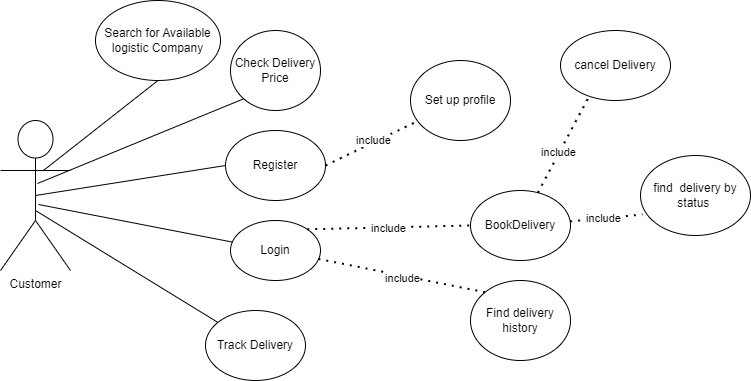 Search for Available
logistic Company
Check Delivery
Price
cancel Delivery
Set up profile
include
include
Register
find delivery by
status
include
include
BookDelivery
Login
include
Customer
Find delivery
history
Track Delivery